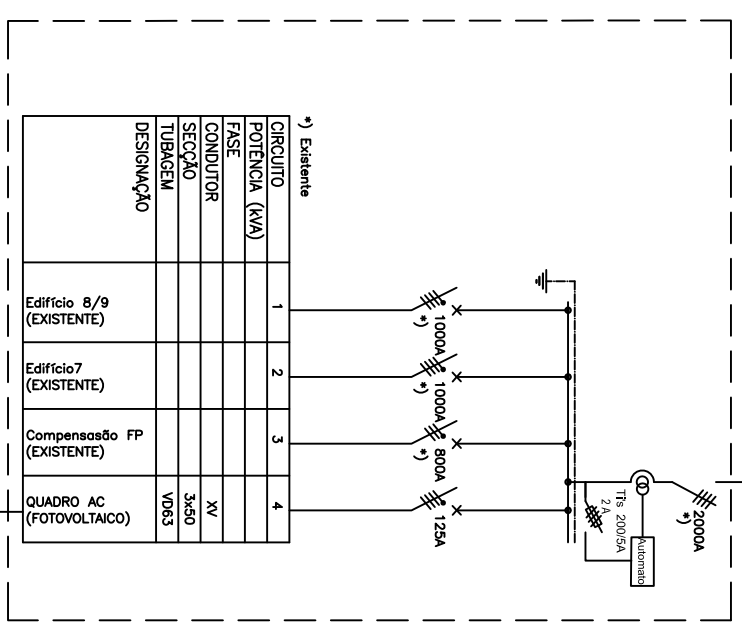 2000A
*)
TI's 200/5A
2 A
Automato
1000A
*)
1000A
*)
800A
*)
125A
*) Existente
CIRCUITO 1 2 3 4
POTÊNCIA (kVA)
FASE
CONDUTOR XV
SECÇÃO 3x50
TUBAGEM VD63
DESIGNAÇÃO
Edifício 8/9
(EXISTENTE)
Edifício7
(EXISTENTE)
Compensasão FP
(EXISTENTE)
QUADRO AC
(FOTOVOLTAICO)